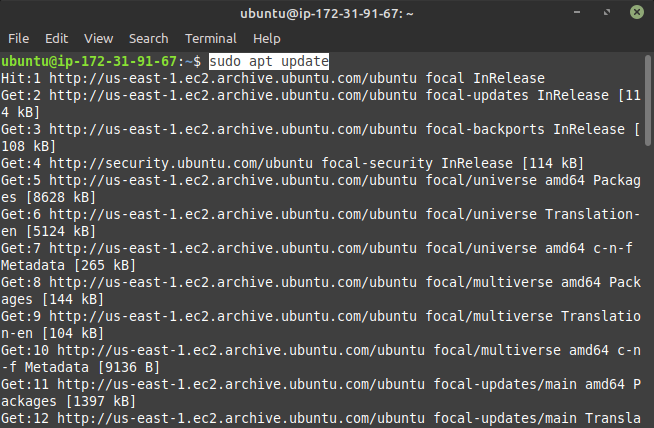 ubuntu@ip-172-31-91-67: ~
File Edit View Search Terminal Help
ubuntu@ip-172-31-91-67:~$ sudo apt update
Hit:1 http://us-east-1.ec2.archive.ubuntu.com/ubuntu focal InRelease
Get:2 http://us-east-1.ec2.archive.ubuntu.com/ubuntu focal-updates InRelease [11
4 kB]
Get:3 http://us-east-1.ec2.archive.ubuntu.com/ubuntu focal-backports InRelease [
108 kB]
Get:4 http://security.ubuntu.com/ubuntu focal-security InRelease [114 kB]
Get:5 http://us-east-1.ec2.archive.ubuntu.com/ubuntu focal/universe amd64 Packag
es [8628 kB]
Get:6 http://us-east-1.ec2.archive.ubuntu.com/ubuntu focal/universe Translation-
en [5124 kB]
Get:7 http://us-east-1.ec2.archive.ubuntu.com/ubuntu focal/universe amd64 c-n-f
Metadata [265 kB]
Get:8 http://us-east-1.ec2.archive.ubuntu.com/ubuntu focal/multiverse amd64 Pack
ages [144 kB]
Get:9 http://us-east-1.ec2.archive.ubuntu.com/ubuntu focal/multiverse Translatio
n-en [104 kB]
Get:10 http://us-east-1.ec2.archive.ubuntu.com/ubuntu focal/multiverse amd64 c-n
-f Metadata [9136 B]
Get:11 http://us-east-1.ec2.archive.ubuntu.com/ubuntu focal-updates/main amd64 P
ackages [1397 kB]
Get:12 http://us-east-1.ec2.archive.ubuntu.com/ubuntu focal-updates/main Transla